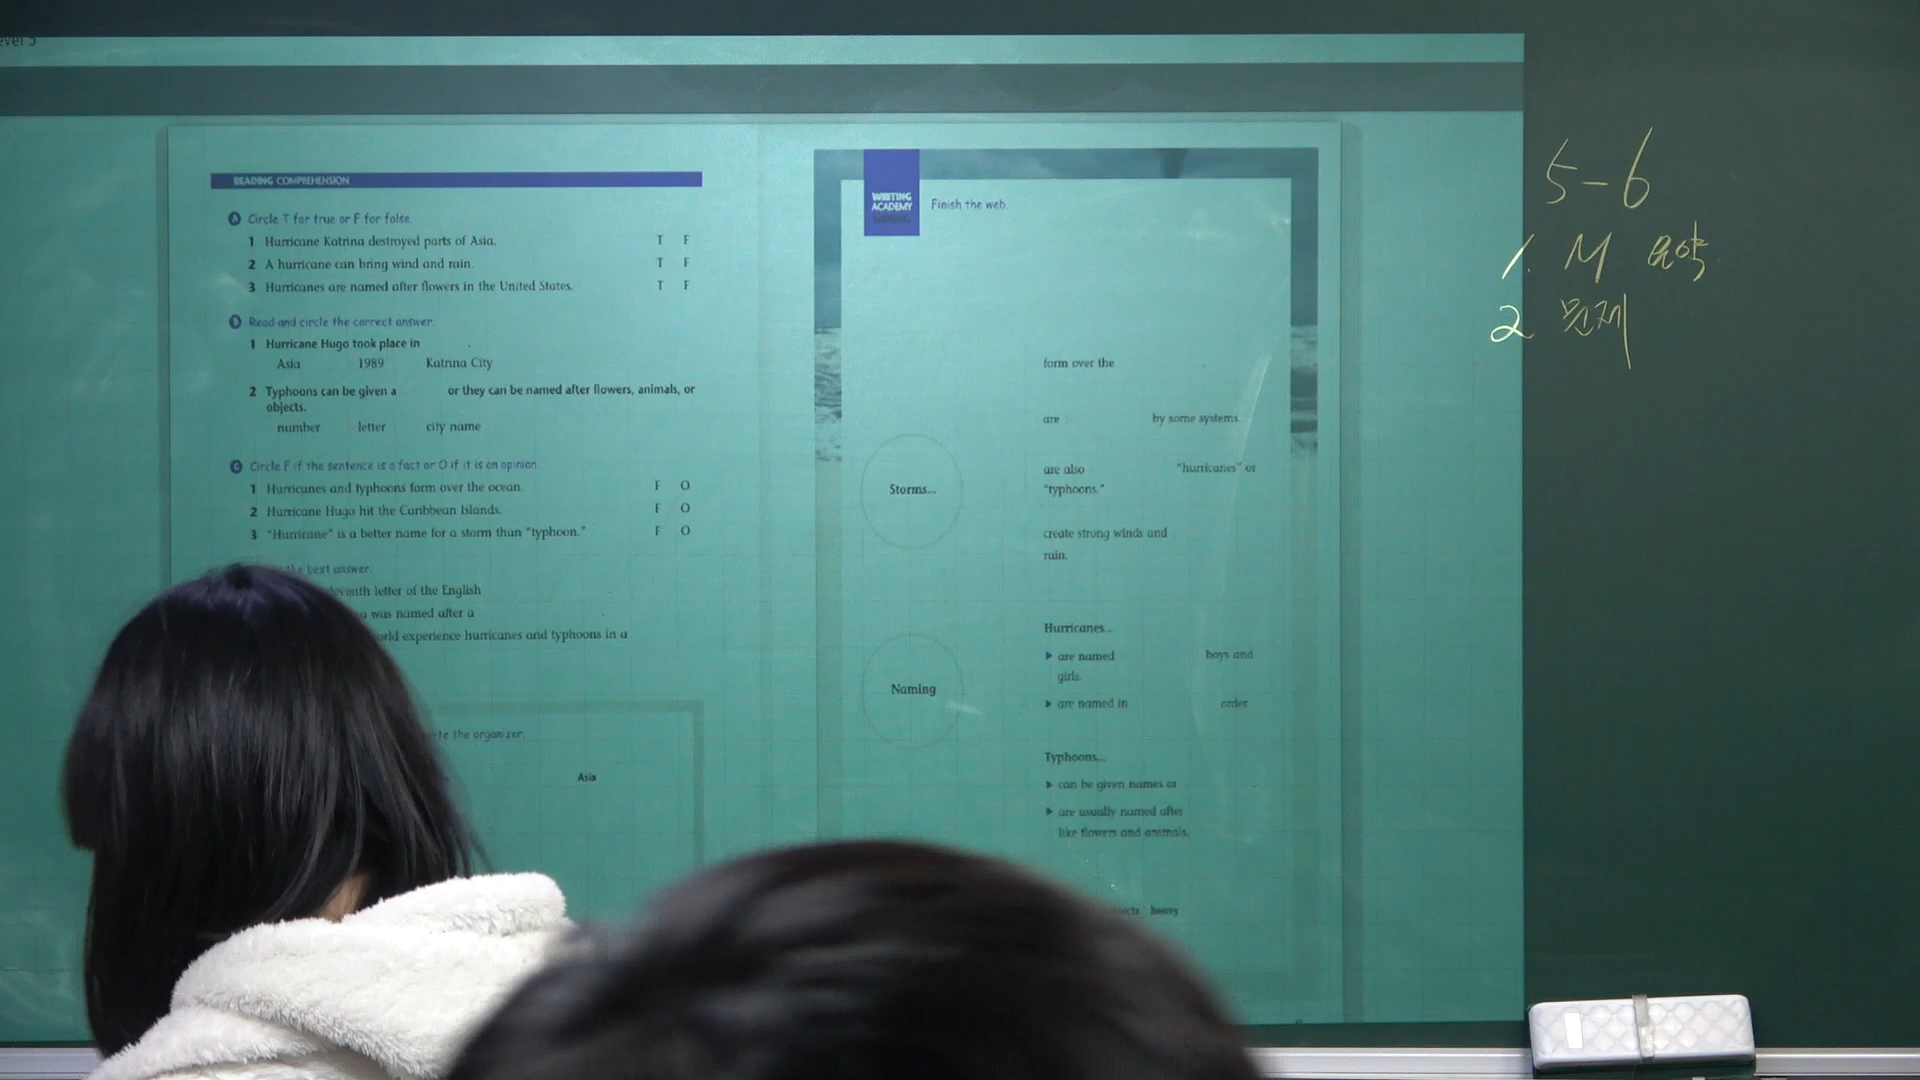 READING COMPREHENSION
A Circle T for true or F for false.
1 Hurricane Katrina destroyed parts of Asia. T F
2 A hurricane can bring wind and rain. T F
3 Hurricanes are named after flowers in the United States. T F
B Read and circle the correct answer.
1 Hurricane Hugo took place in .
Asia 1989 Katrina City
2 Typhoons can be given a or they can be named after flowers, animals, or
objects.
number letter city name
C Circle F if the sentence is a fact or O if it is an opinion.
1 Hurricanes and typhoons form over the ocean. F O
2 Hurricane Hugo hit the Caribbean Islands. F O
3 "Hurricane" is a better name for a storm than "typhoon." F O
the best answer.
letter of the English
was named after a
experience hurricanes and typhoons in a
the organizer.
Asia
WRITING
ACADEMY
Finish the web.
form over the
are by some systems.
are also "hurricanes" or
"typhoons."
Storms...
create strong winds and
rain.
Hurricanes...
are named boys and
girls.
Naming
are named in order
Typhoons...
can be given names or
are usually named after
like flowers and animals.
heavy
5-6
1. M 요약
2 문제